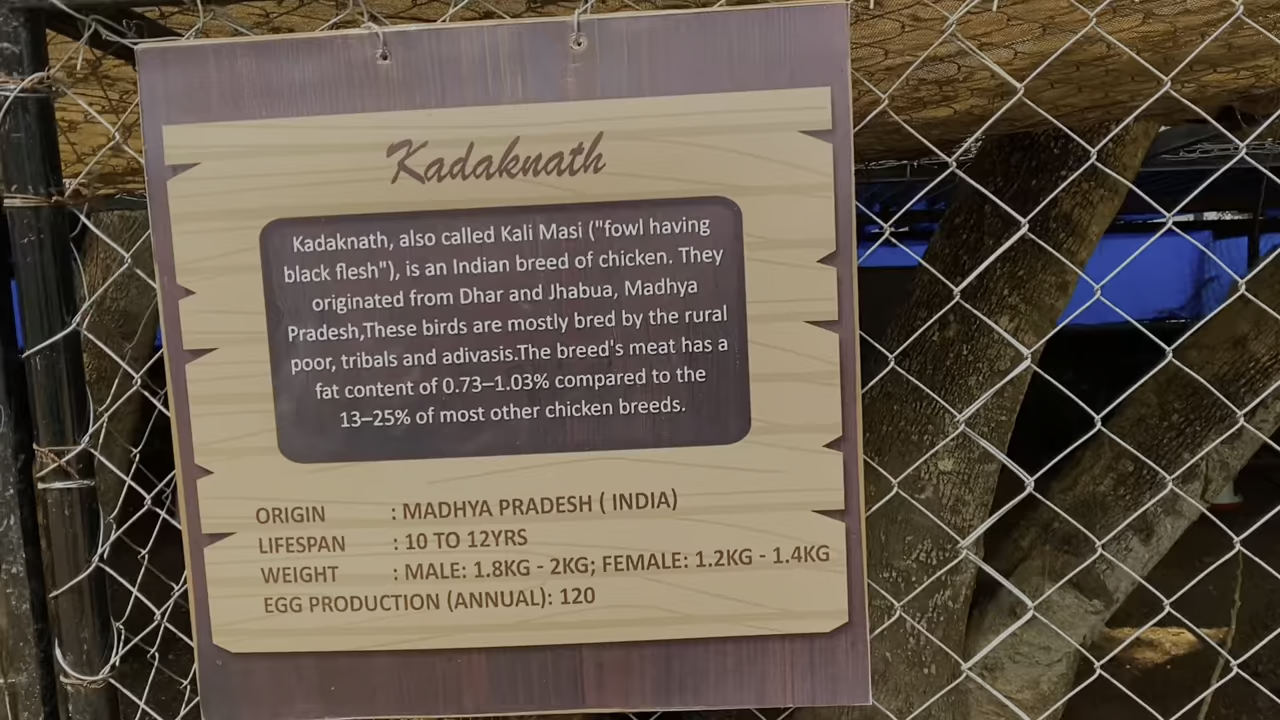 Kadaknath
Kadaknath, also called Kali Masi ("fowl having
black flesh"), is an Indian breed of chicken. They
originated from Dhar and Jhabua, Madhya
Pradesh,These birds are mostly bred by the rural
poor, tribals and adivasis.The breed's meat has a
fat content of 0.73–1.03% compared to the
13–25% of most other chicken breeds.
ORIGIN : MADHYA PRADESH ( INDIA)
LIFESPAN : 10 TO 12YRS
WEIGHT : MALE: 1.8KG - 2KG; FEMALE: 1.2KG - 1.4KG
EGG PRODUCTION (ANNUAL): 120